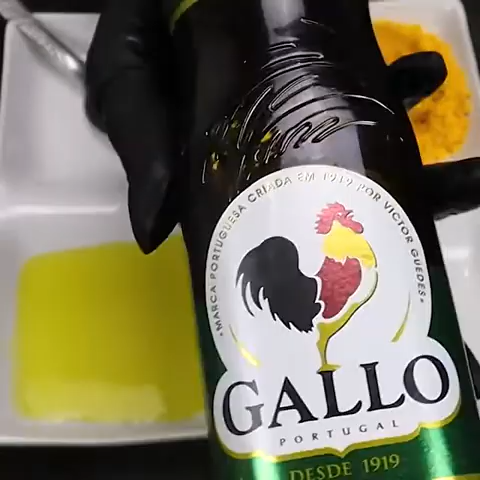 MARCA PORTUGUESA CRIADA EM 1919 POR VICTOR GUEDES
GALLO
PORTUGAL
DESDE 1919